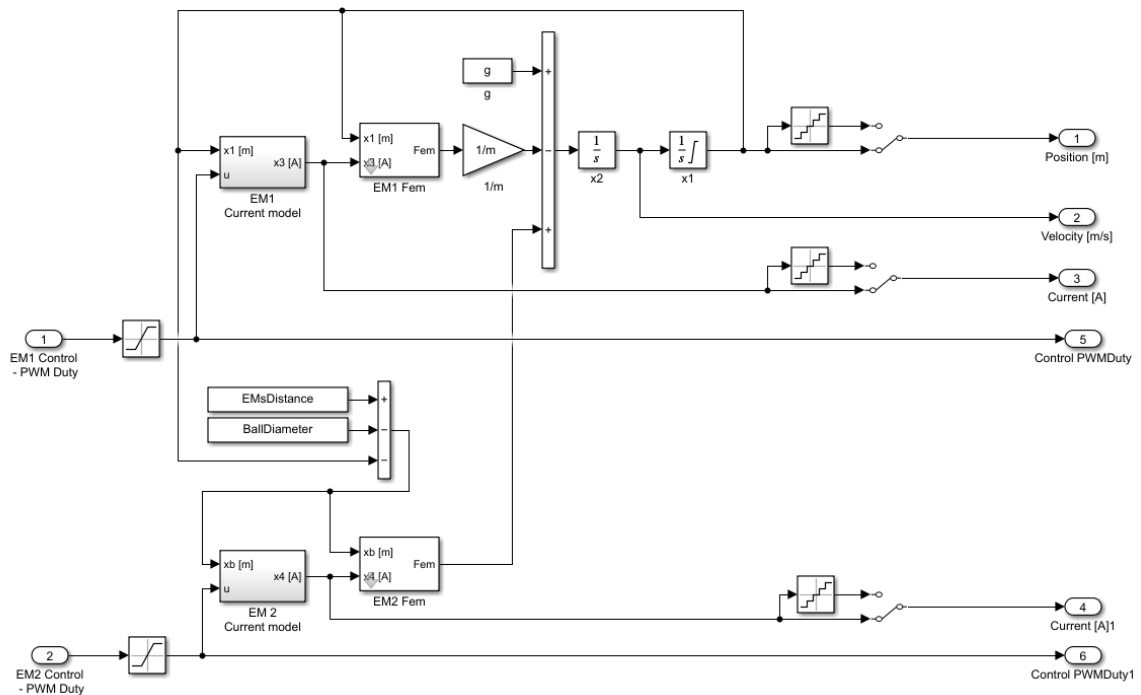 g
+
g
x1 [m]
x3 [A]
Fem
EM1 Fem
1/m
1/m
−
1
s
x2
1
s
x1
1
Position [m]
x1 [m]
u
x3 [A]
EM1
Current model
+
2
Velocity [m/s]
3
Current [A]
1
EM1 Control
- PWM Duty
5
Control PWMDuty
EMsDistance
+
BallDiameter
−
−
xb [m]
u
x4 [A]
EM 2
Current model
xb [m]
x4 [A]
Fem
EM2 Fem
4
Current [A]1
2
EM2 Control
- PWM Duty
6
Control PWMDuty1